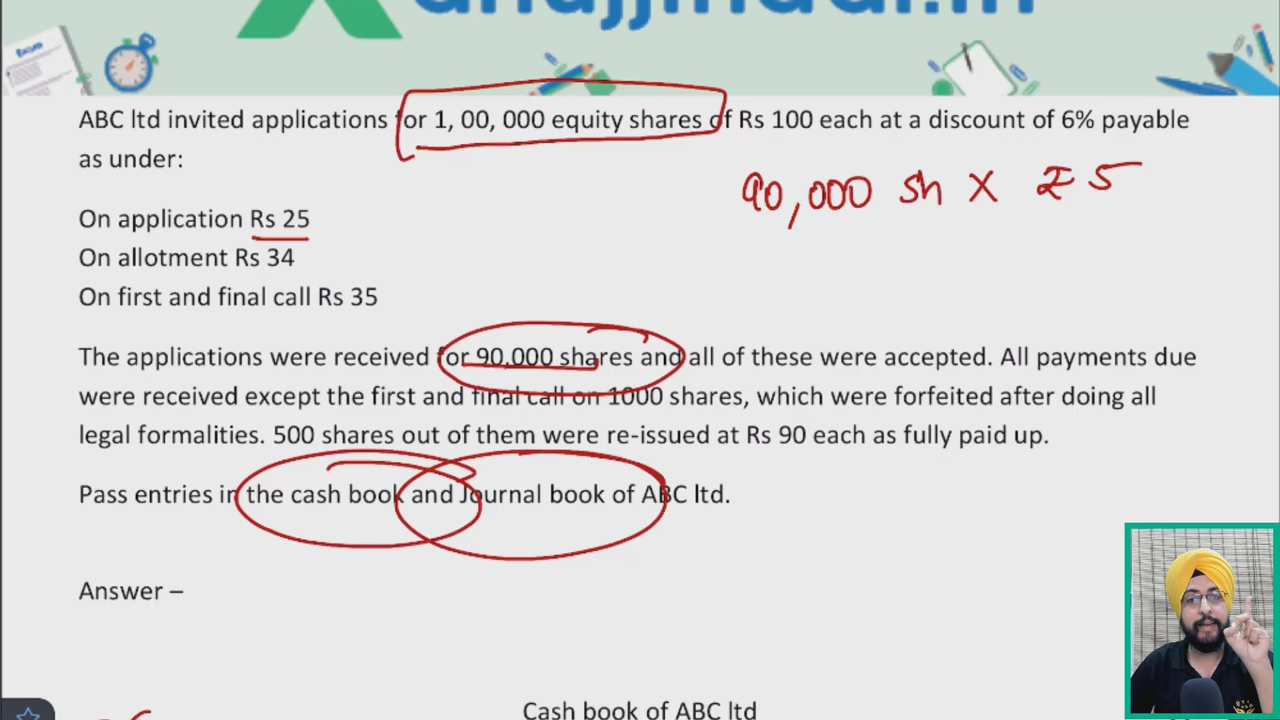 ABC ltd invited applications for 1, 00, 000 equity shares of Rs 100 each at a discount of 6% payable
as under:
90,000 sh X ₹ 5
On application Rs 25
On allotment Rs 34
On first and final call Rs 35
The applications were received for 90,000 shares and all of these were accepted. All payments due
were received except the first and final call on 1000 shares, which were forfeited after doing all
legal formalities. 500 shares out of them were re-issued at Rs 90 each as fully paid up.
Pass entries in the cash book and Journal book of ABC ltd.
Answer –
Cash book of ABC ltd